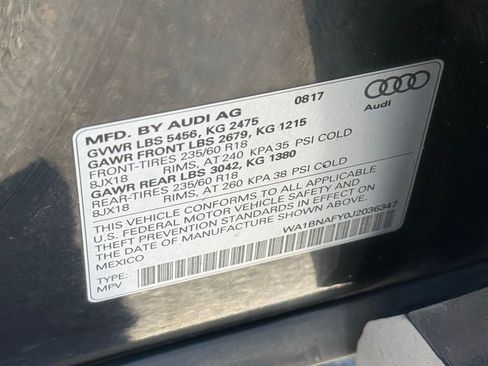 MFD. BY AUDI AG 0817
GVWR LBS 5456, KG 2475
GAWR FRONT LBS 2679, KG 1215
FRONT-TIRES 235/60 R18
8JX18 RIMS, AT 240 KPA 35 PSI COLD
GAWR REAR LBS 3042, KG 1380
REAR-TIRES 235/60 R18
8JX18 RIMS, AT 260 KPA 38 PSI COLD
THIS VEHICLE CONFORMS TO ALL APPLICABLE
U.S. FEDERAL MOTOR VEHICLE SAFETY AND
THEFT PREVENTION STANDARDS IN EFFECT ON
THE DATE OF MANUFACTURE SHOWN ABOVE.
MEXICO
WA1BNAFY0J2036347
TYPE:
MPV
Audi